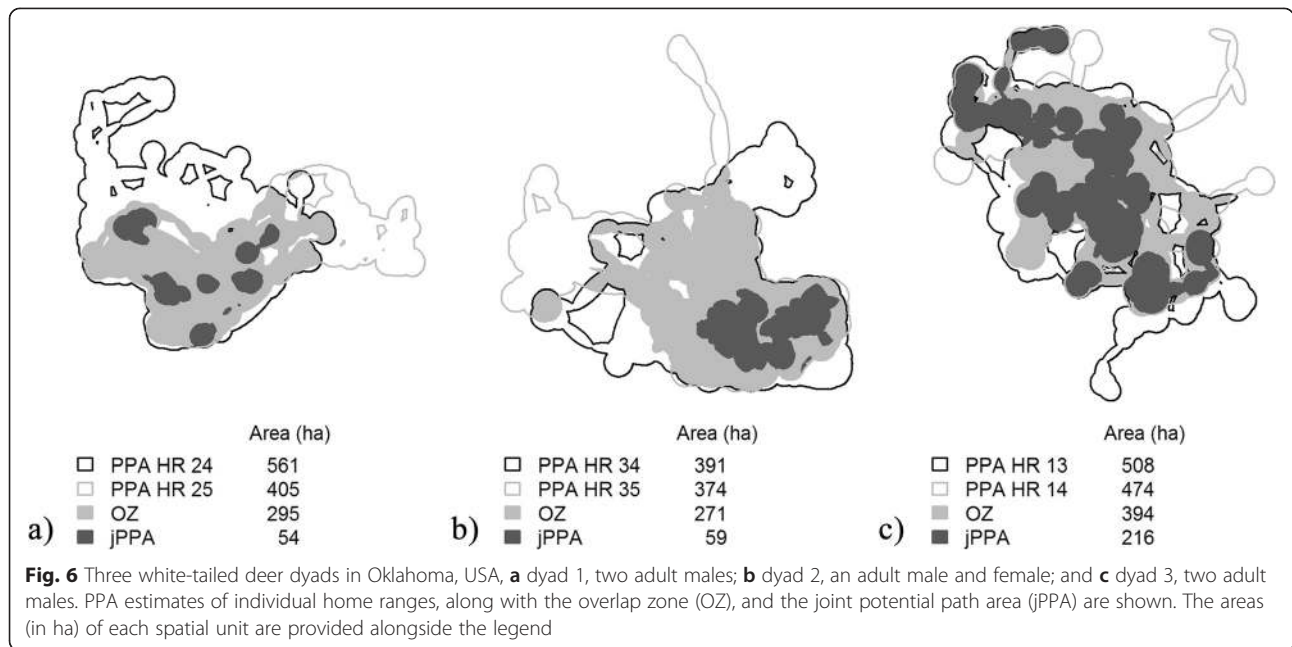 Area (ha)
PPA HR 24 561
PPA HR 25 405
OZ 295
a) jPPA 54
Area (ha)
PPA HR 34 391
PPA HR 35 374
OZ 271
b) jPPA 59
Area (ha)
PPA HR 13 508
PPA HR 14 474
OZ 394
c) jPPA 216
Fig. 6 Three white-tailed deer dyads in Oklahoma, USA, a dyad 1, two adult males; b dyad 2, an adult male and female; and c dyad 3, two adult
males. PPA estimates of individual home ranges, along with the overlap zone (OZ), and the joint potential path area (jPPA) are shown. The areas
(in ha) of each spatial unit are provided alongside the legend